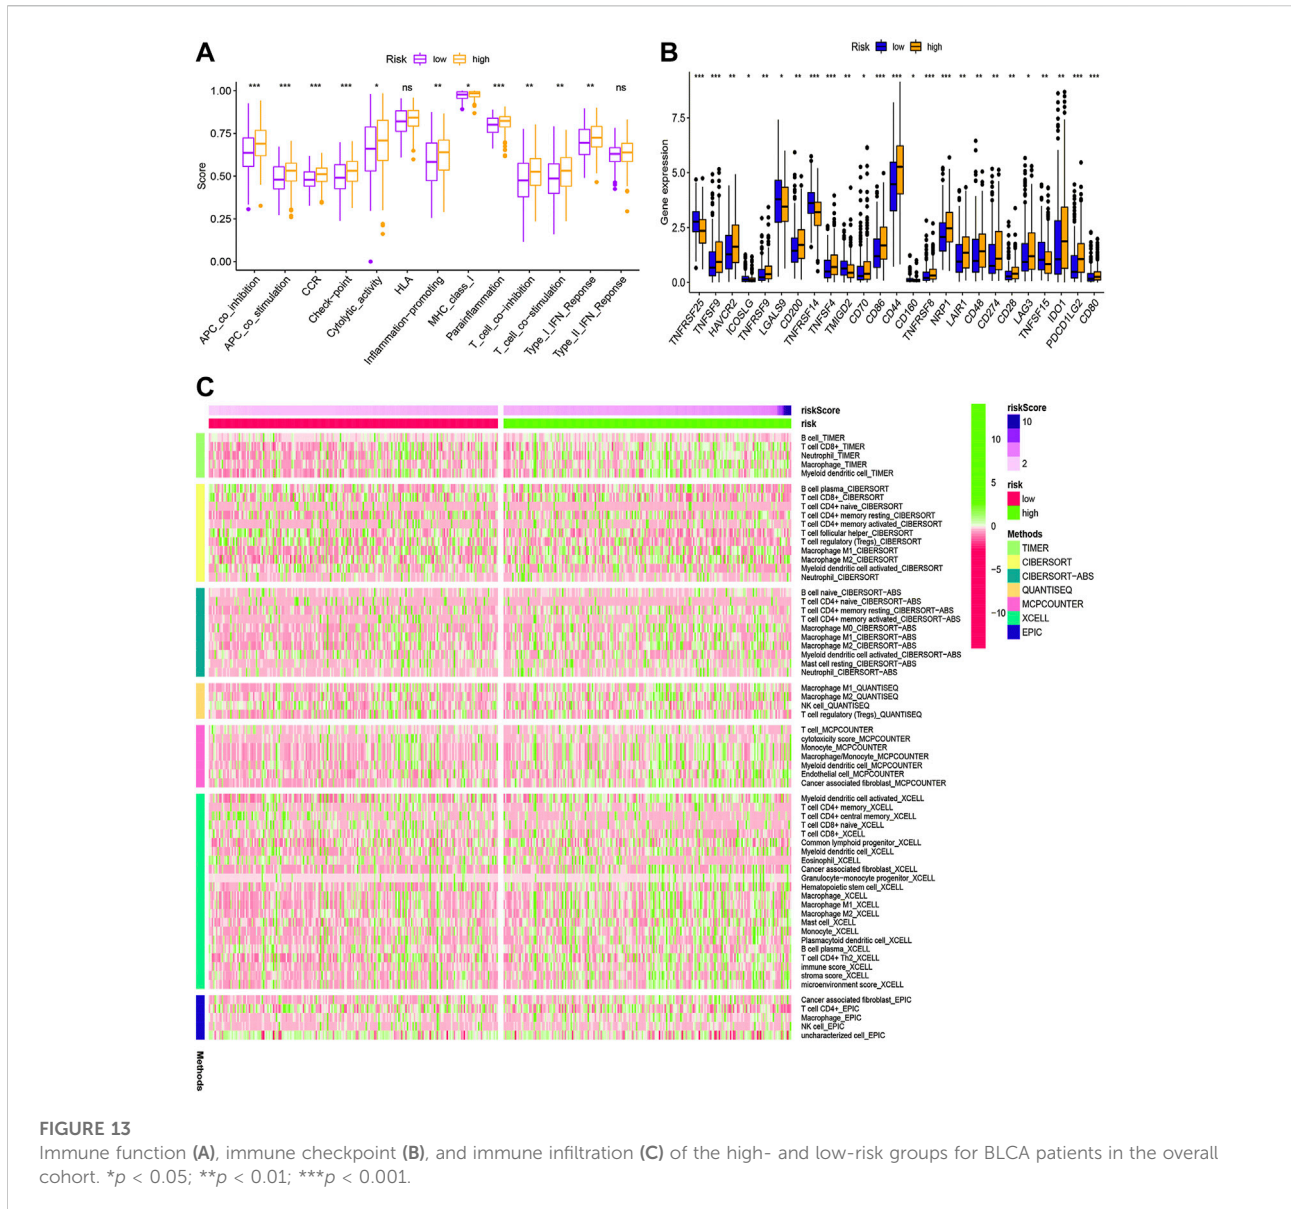 A
Risk low high
*** *** *** *** * ns ** * *** ** ** ** ns
Score
1.00
0.75
0.50
0.25
0.00
APC_co_inhibition
APC_co_stimulation
CCR
Check-point
Cytolytic_activity
HLA
Inflammation-promoting
MHC_class_I
Parainflammation
T_cell_co-inhibition
T_cell_co-stimulation
Type_I_IFN_Reponse
Type_II_IFN_Reponse
B
Risk low high
*** *** ** * ** * ** *** *** ** * *** *** * *** *** ** ** *** ** * ** ** *** ***
Gene expression
7.5
5.0
2.5
0.0
TNFRSF25
TNFSF9
HAVCR2
ICOSLG
TNFRSF9
LGALS9
CD200
TNFRSF14
TNFSF4
TMIGD2
CD70
CD86
CD44
CD160
TNFRSF8
NRP1
LAIR1
CD48
CD274
CD28
LAG3
TNFSF15
IDO1
PDCD1LG2
CD80
C
riskScore
risk
B cell_TIMER
T cell CD8+_TIMER
Neutrophil_TIMER
Macrophage_TIMER
Myeloid dendritic cell_TIMER
B cell plasma_CIBERSORT
T cell CD8+_CIBERSORT
T cell CD4+ naive_CIBERSORT
T cell CD4+ memory resting_CIBERSORT
T cell CD4+ memory activated_CIBERSORT
T cell follicular helper_CIBERSORT
T cell regulatory (Tregs)_CIBERSORT
Macrophage M1_CIBERSORT
Macrophage M2_CIBERSORT
Myeloid dendritic cell activated_CIBERSORT
Neutrophil_CIBERSORT
B cell naive_CIBERSORT-ABS
T cell CD4+ naive_CIBERSORT-ABS
T cell CD4+ memory resting_CIBERSORT-ABS
T cell CD4+ memory activated_CIBERSORT-ABS
Macrophage M0_CIBERSORT-ABS
Macrophage M1_CIBERSORT-ABS
Macrophage M2_CIBERSORT-ABS
Myeloid dendritic cell activated_CIBERSORT-ABS
Mast cell resting_CIBERSORT-ABS
Neutrophil_CIBERSORT-ABS
Macrophage M1_QUANTISEQ
Macrophage M2_QUANTISEQ
NK cell_QUANTISEQ
T cell regulatory (Tregs)_QUANTISEQ
T cell_MCPCOUNTER
cytotoxicity score_MCPCOUNTER
Monocyte_MCPCOUNTER
Macrophage/Monocyte_MCPCOUNTER
Myeloid dendritic cell_MCPCOUNTER
Endothelial cell_MCPCOUNTER
Cancer associated fibroblast_MCPCOUNTER
Myeloid dendritic cell activated_XCELL
T cell CD4+ memory_XCELL
T cell CD4+ central memory_XCELL
T cell CD8+ naive_XCELL
T cell CD8+_XCELL
Common lymphoid progenitor_XCELL
Myeloid dendritic cell_XCELL
Eosinophil_XCELL
Cancer associated fibroblast_XCELL
Granulocyte-monocyte progenitor_XCELL
Hematopoietic stem cell_XCELL
Macrophage_XCELL
Macrophage M1_XCELL
Macrophage M2_XCELL
Mast cell_XCELL
Monocyte_XCELL
Plasmacytoid dendritic cell_XCELL
B cell plasma_XCELL
T cell CD4+ Th2_XCELL
immune score_XCELL
stroma score_XCELL
microenvironment score_XCELL
Cancer associated fibroblast_EPIC
T cell CD4+_EPIC
Macrophage_EPIC
NK cell_EPIC
uncharacterized cell_EPIC
Methods
10
5
0
-5
-10
riskScore
10
2
risk
low
high
Methods
TIMER
CIBERSORT
CIBERSORT-ABS
QUANTISEQ
MCPCOUNTER
XCELL
EPIC
FIGURE 13
Immune function (A), immune checkpoint (B), and immune infiltration (C) of the high- and low-risk groups for BLCA patients in the overall
cohort. *p < 0.05; **p < 0.01; ***p < 0.001.